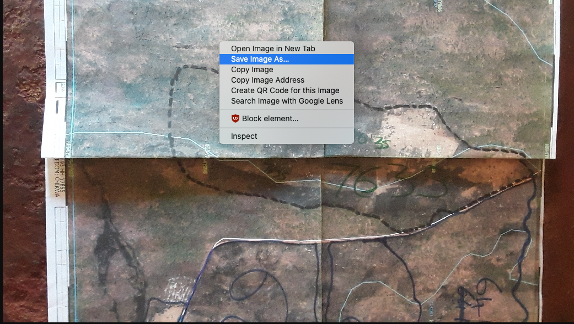 Open Image in New Tab
Save Image As...
Copy Image
Copy Image Address
Create QR Code for this Image
Search Image with Google Lens
Block element...
Inspect
7633